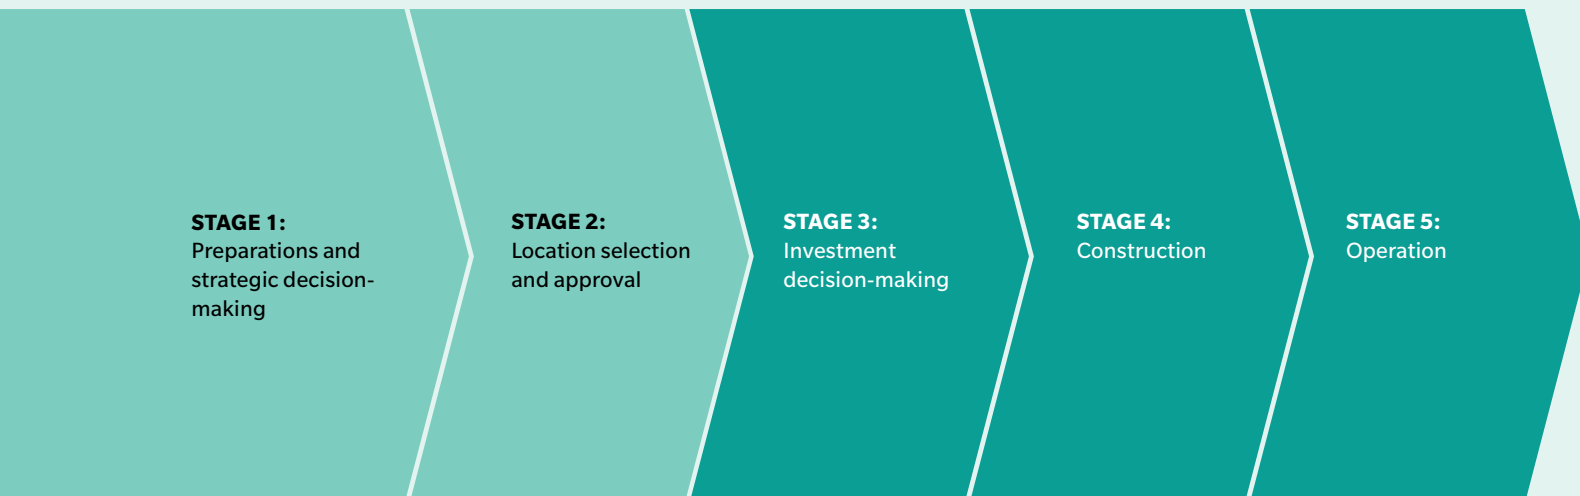 STAGE 1:
Preparations and
strategic decision-
making
STAGE 2:
Location selection
and approval
STAGE 3:
Investment
decision-making
STAGE 4:
Construction
STAGE 5:
Operation